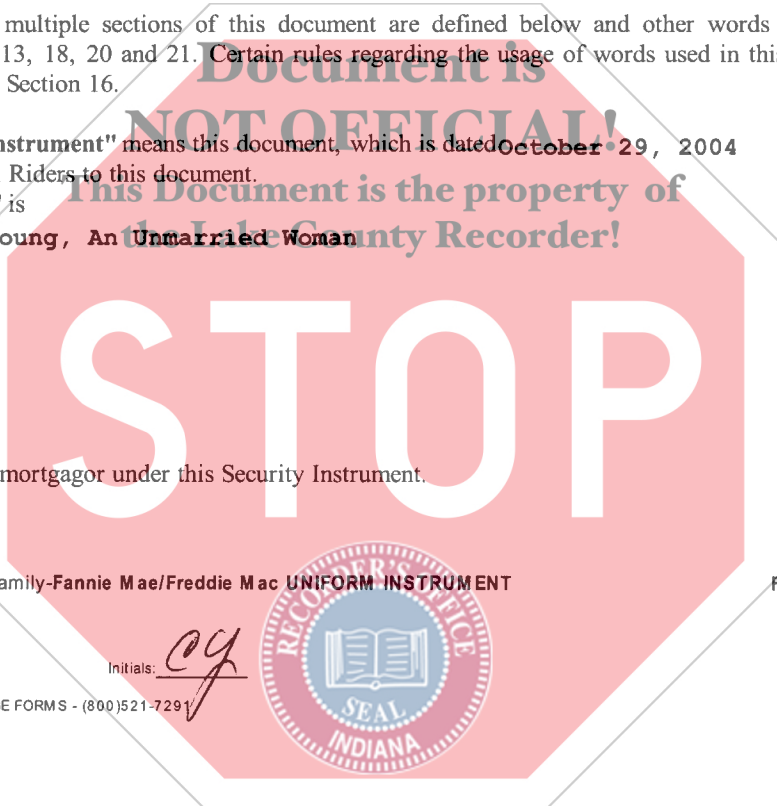 multiple sections of this document are defined below and other words
13, 18, 20 and 21. Certain rules regarding the usage of words used in this
Document is
Section 16.
NOT OFFICIAL!
nstrument" means this document, which is dated October 29, 2004
Riders to this document.
This Document is the property of
is
the Lake County Recorder!
oung, An Unmarried Woman
STOP
mortgagor under this Security Instrument.
amily-Fannie Mae/Freddie Mac UNIFORM INSTRUMENT
F
RECORDER'S OFFICE
Initials: CY
E FORMS - (800)521-7291
SEAL
INDIANA